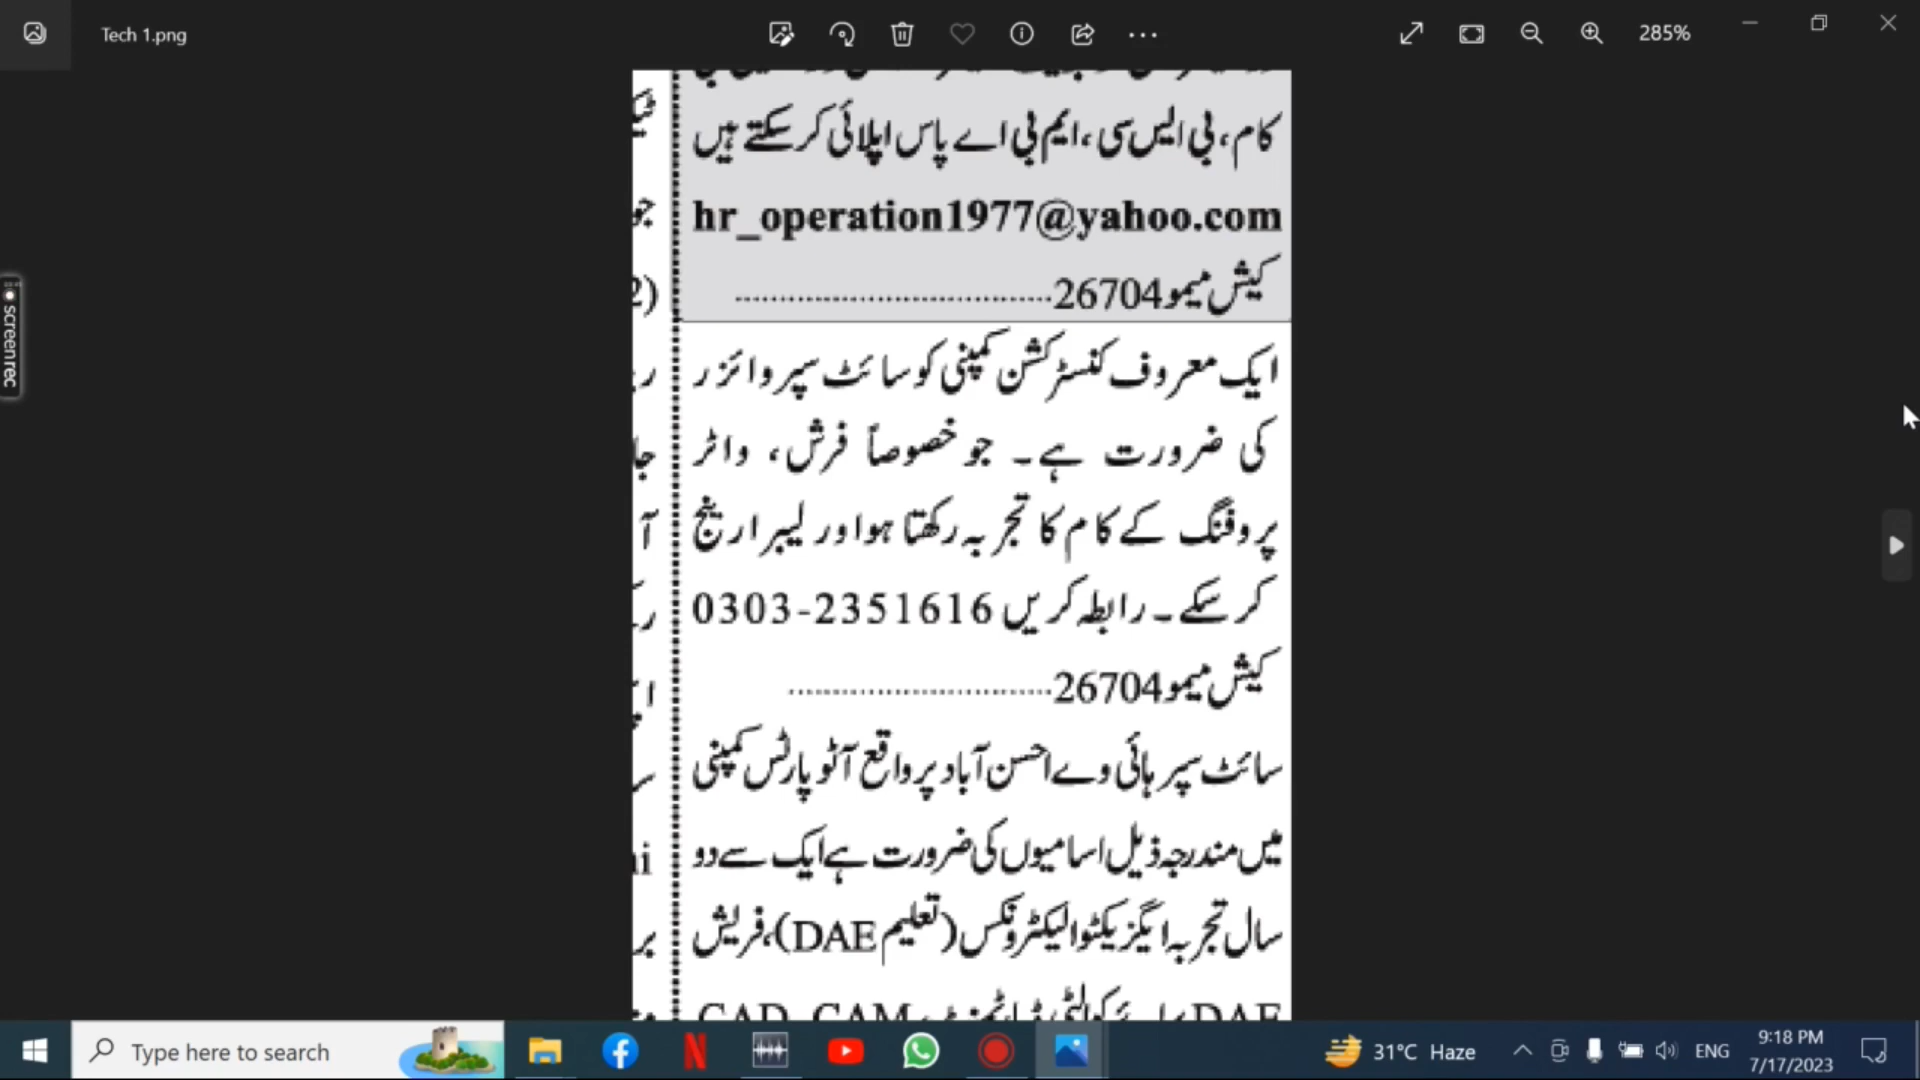 Tech 1.png
285%
کام، بی ایس سی، ایم بی اے پاس اپلائی کر سکتے ہیں
hr_operation1977@yahoo.com
کیش میمو 26704
ایک معروف کنسٹرکشن کمپنی کو سائٹ سپروائزر
کی ضرورت ہے۔ جو خصوصاً فرش، واٹر
پروفنگ کے کام کا تجربہ رکھتا ہو اور لیبر ارینج
کر سکے۔ رابطہ کریں 0303-2351616
کیش میمو 26704
سائٹ سپر ہائی وے احسن آباد پر واقع آٹو پارٹس کمپنی
میں مندرجہ ذیل اسامیوں کی ضرورت ہے ایک سے دو
سال تجربہ ایگزیکٹو الیکٹرونکس (تعلیم DAE)، فریش
screenrec
Type here to search
31°C Haze
ENG
9:18 PM
7/17/2023